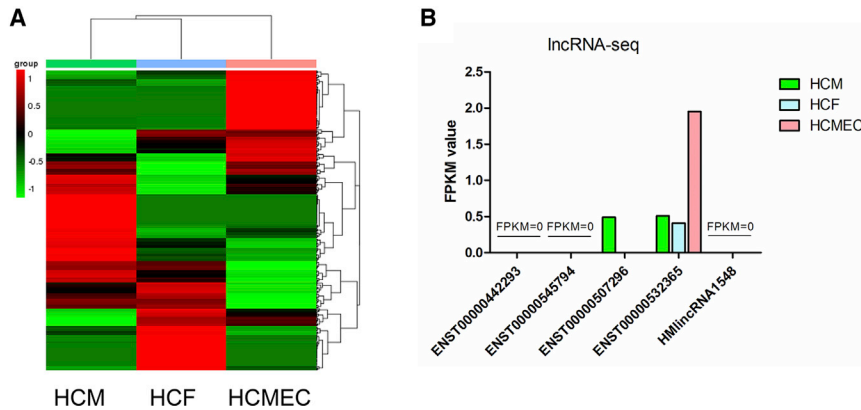 A
group
1
0.5
0
-0.5
-1
HCM HCF HCMEC
B
lncRNA-seq
FPKM value
2.5
2.0
1.5
1.0
0.5
0.0
FPKM=0 FPKM=0 FPKM=0
ENST00000442293
ENST00000545794
ENST00000507296
ENST00000532365
HMlincRNA1548
HCM
HCF
HCMEC